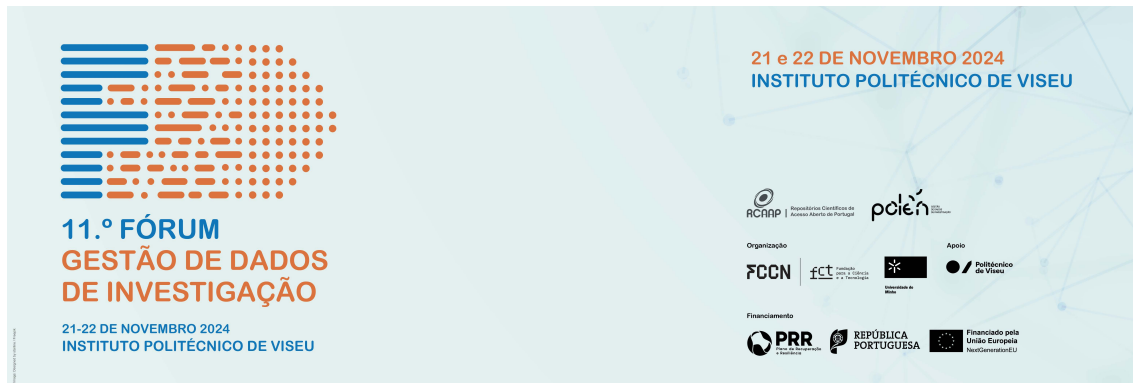 11.º FÓRUM
GESTÃO DE DADOS
DE INVESTIGAÇÃO
21-22 DE NOVEMBRO 2024
INSTITUTO POLITÉCNICO DE VISEU
21 e 22 DE NOVEMBRO 2024
INSTITUTO POLITÉCNICO DE VISEU
RCAAP
Repositórios Científicos de
Acesso Aberto de Portugal
pólen
Organização
FCCN
fct
Fundação
para a Ciência
e a Tecnologia
Universidade do
Minho
Apoio
Politécnico
de Viseu
Financiamento
PRR
Plano de Recuperação
e Resiliência
REPÚBLICA
PORTUGUESA
Financiado pela
União Europeia
NextGenerationEU